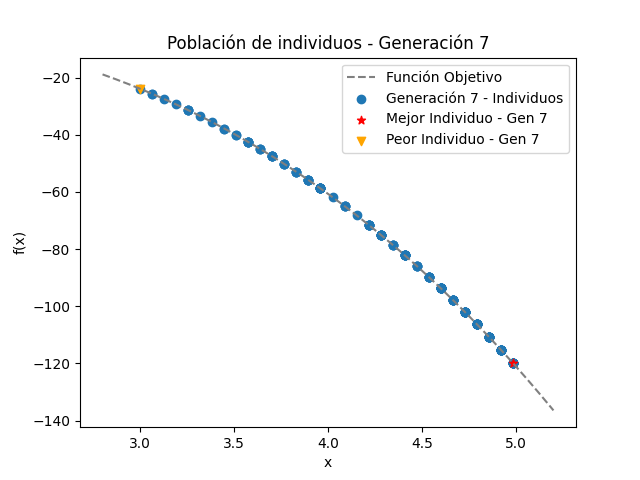 Población de individuos - Generación 7
Función Objetivo
Generación 7 - Individuos
Mejor Individuo - Gen 7
Peor Individuo - Gen 7
f(x)
−20
−40
−60
−80
−100
−120
−140
3.0 3.5 4.0 4.5 5.0
x